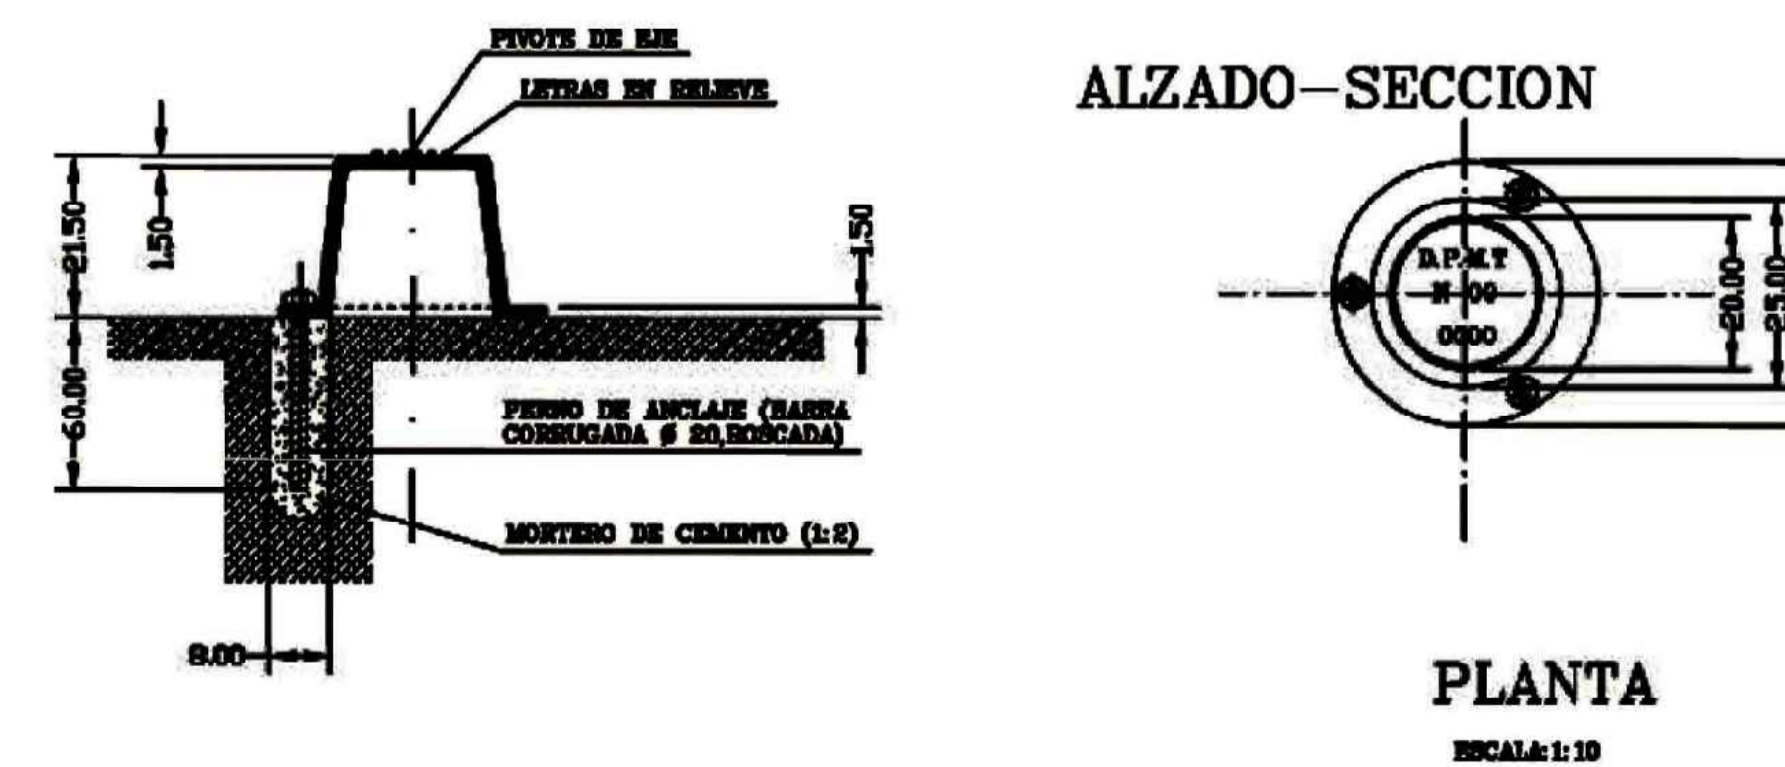 PIVOTE DE EJE
LETRAS EN RELIEVE
21.50
1.50
1.50
60.00
PERNO DE ANCLAJE (BARRA
CORRUGADA Ø 20,ROSCADA)
MORTERO DE CEMENTO (1:2)
8.00
ALZADO-SECCION
D.P.M.T
N 00
0000
20.00
25.00
PLANTA
ESCALA:1:10